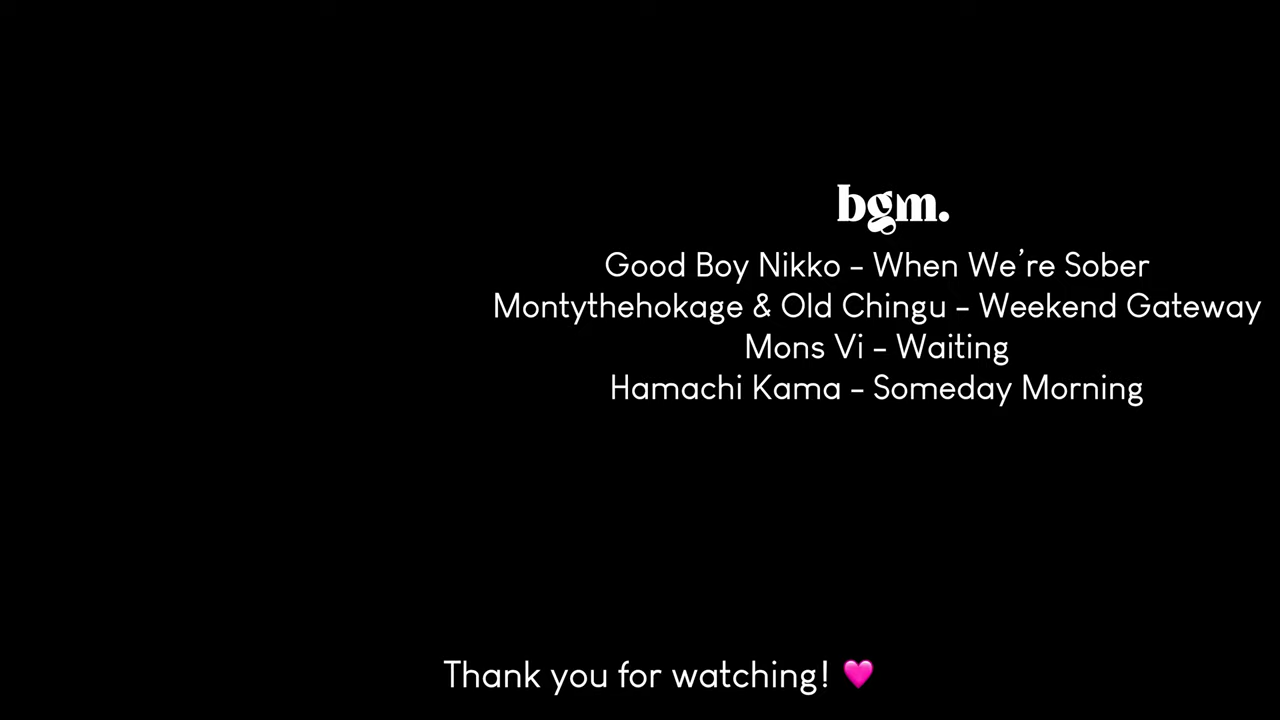 bgm.
Good Boy Nikko - When We’re Sober
Montythehokage & Old Chingu - Weekend Gateway
Mons Vi - Waiting
Hamachi Kama - Someday Morning
Thank you for watching! 🩷